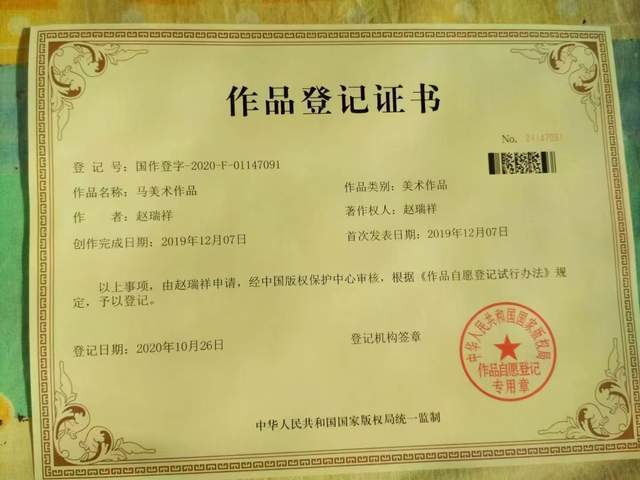 作品登记证书
No. 01147091
登 记 号：国作登字-2020-F-01147091
作品名称：马美术作品
作品类别：美术作品
作 者：赵瑞祥
著作权人：赵瑞祥
创作完成日期：2019年12月07日
首次发表日期：2019年12月07日
以上事项，由赵瑞祥申请，经中国版权保护中心审核，根据《作品自愿登记试行办法》规
定，予以登记。
登记日期：2020年10月26日
登记机构签章
中华人民共和国国家版权局
作品自愿登记
专用章
中华人民共和国国家版权局统一监制